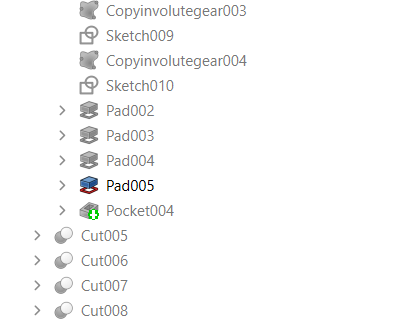 Copyinvolutegear003
Sketch009
Copyinvolutegear004
Sketch010
Pad002
Pad003
Pad004
Pad005
Pocket004
Cut005
Cut006
Cut007
Cut008